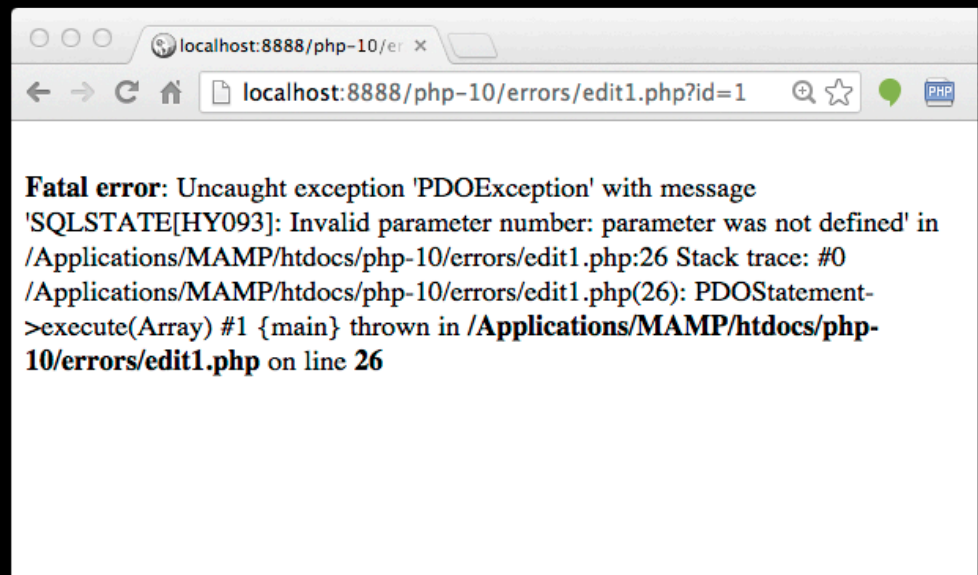 localhost:8888/php-10/er
localhost:8888/php-10/errors/edit1.php?id=1
PHP
Fatal error: Uncaught exception 'PDOException' with message
'SQLSTATE[HY093]: Invalid parameter number: parameter was not defined' in
/Applications/MAMP/htdocs/php-10/errors/edit1.php:26 Stack trace: #0
/Applications/MAMP/htdocs/php-10/errors/edit1.php(26): PDOStatement-
>execute(Array) #1 {main} thrown in /Applications/MAMP/htdocs/php-
10/errors/edit1.php on line 26